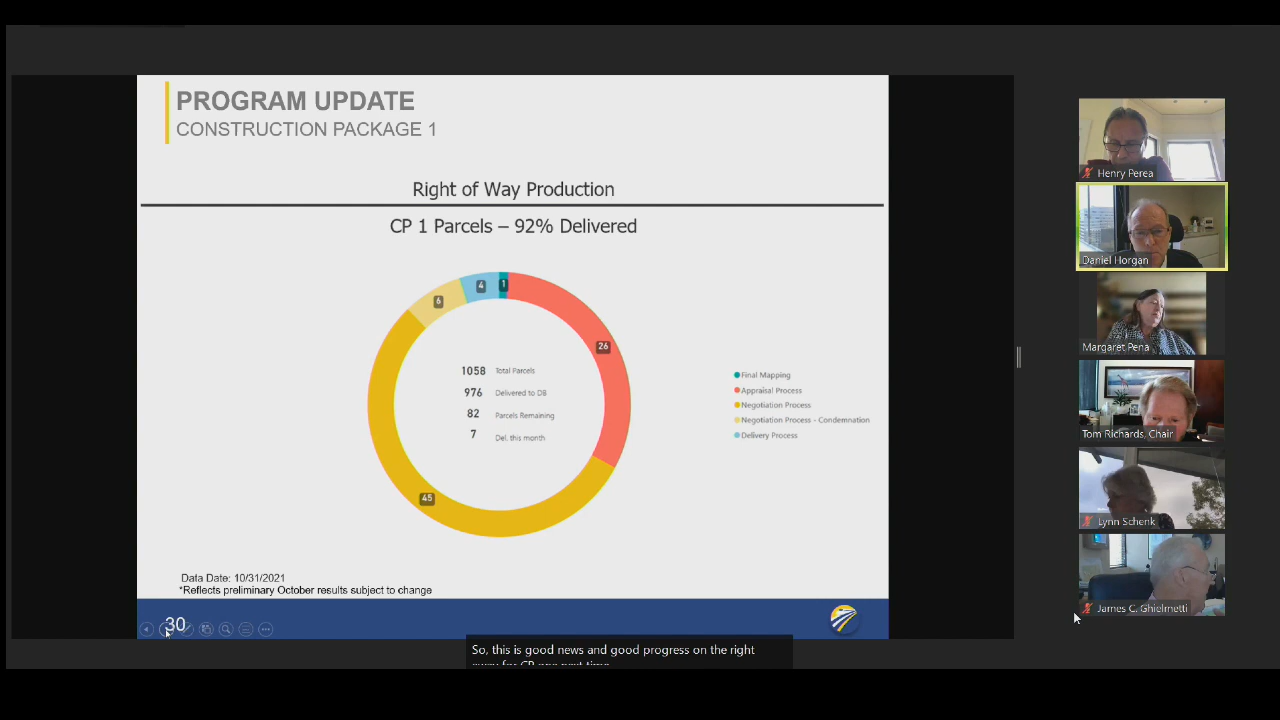 PROGRAM UPDATE
CONSTRUCTION PACKAGE 1
Right of Way Production
CP 1 Parcels – 92% Delivered
1
4
6
26
45
1058 Total Parcels
976 Delivered to DB
82 Parcels Remaining
7 Del. this month
Final Mapping
Appraisal Process
Negotiation Process
Negotiation Process - Condemnation
Delivery Process
Data Date: 10/31/2021
*Reflects preliminary October results subject to change
30
Henry Perea
Daniel Horgan
Margaret Pena
Tom Richards, Chair
Lynn Schenk
James C. Ghielmetti
So, this is good news and good progress on the right